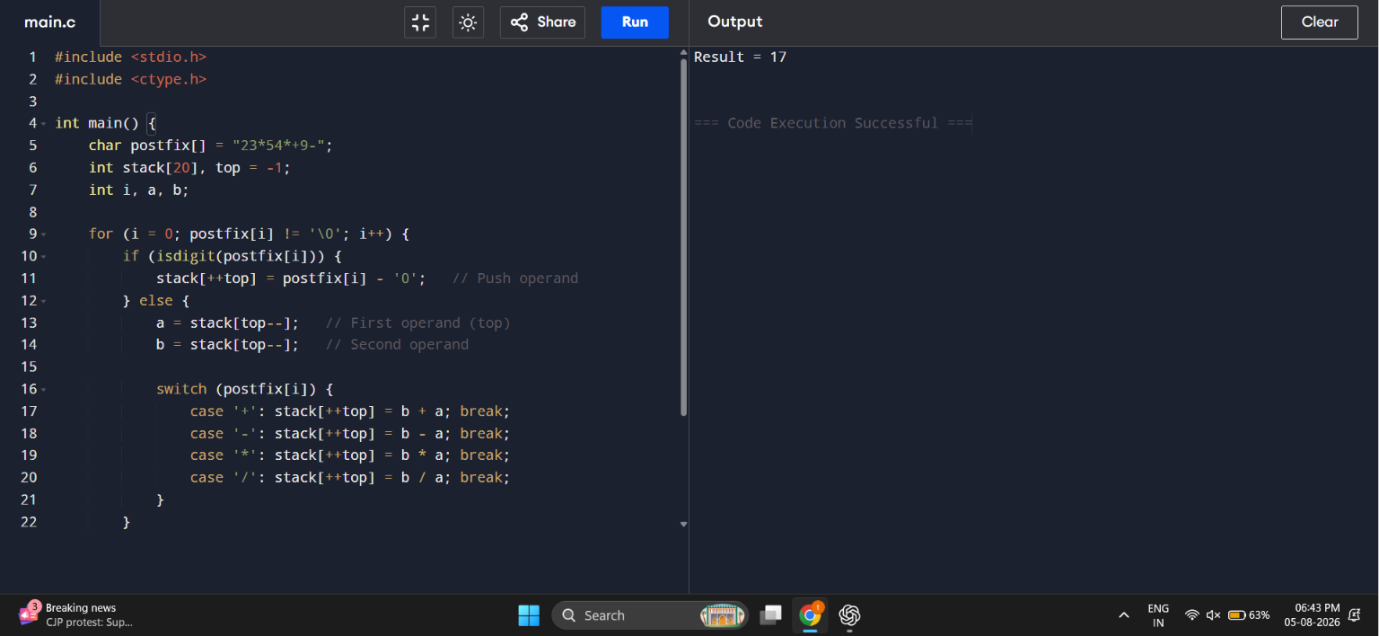 main.c
Share
Run
Output
Clear
1 #include <stdio.h>
2 #include <ctype.h>
3
4 int main() {
5     char postfix[] = "23*54*+9-";
6     int stack[20], top = -1;
7     int i, a, b;
8
9     for (i = 0; postfix[i] != '\0'; i++) {
10         if (isdigit(postfix[i])) {
11             stack[++top] = postfix[i] - '0';   // Push operand
12         } else {
13             a = stack[top--];   // First operand (top)
14             b = stack[top--];   // Second operand
15
16             switch (postfix[i]) {
17                 case '+': stack[++top] = b + a; break;
18                 case '-': stack[++top] = b - a; break;
19                 case '*': stack[++top] = b * a; break;
20                 case '/': stack[++top] = b / a; break;
21             }
22         }
Result = 17
=== Code Execution Successful ===
3
Breaking news
CJP protest: Sup...
Search
1
ENG
IN
63%
06:43 PM
05-08-2026